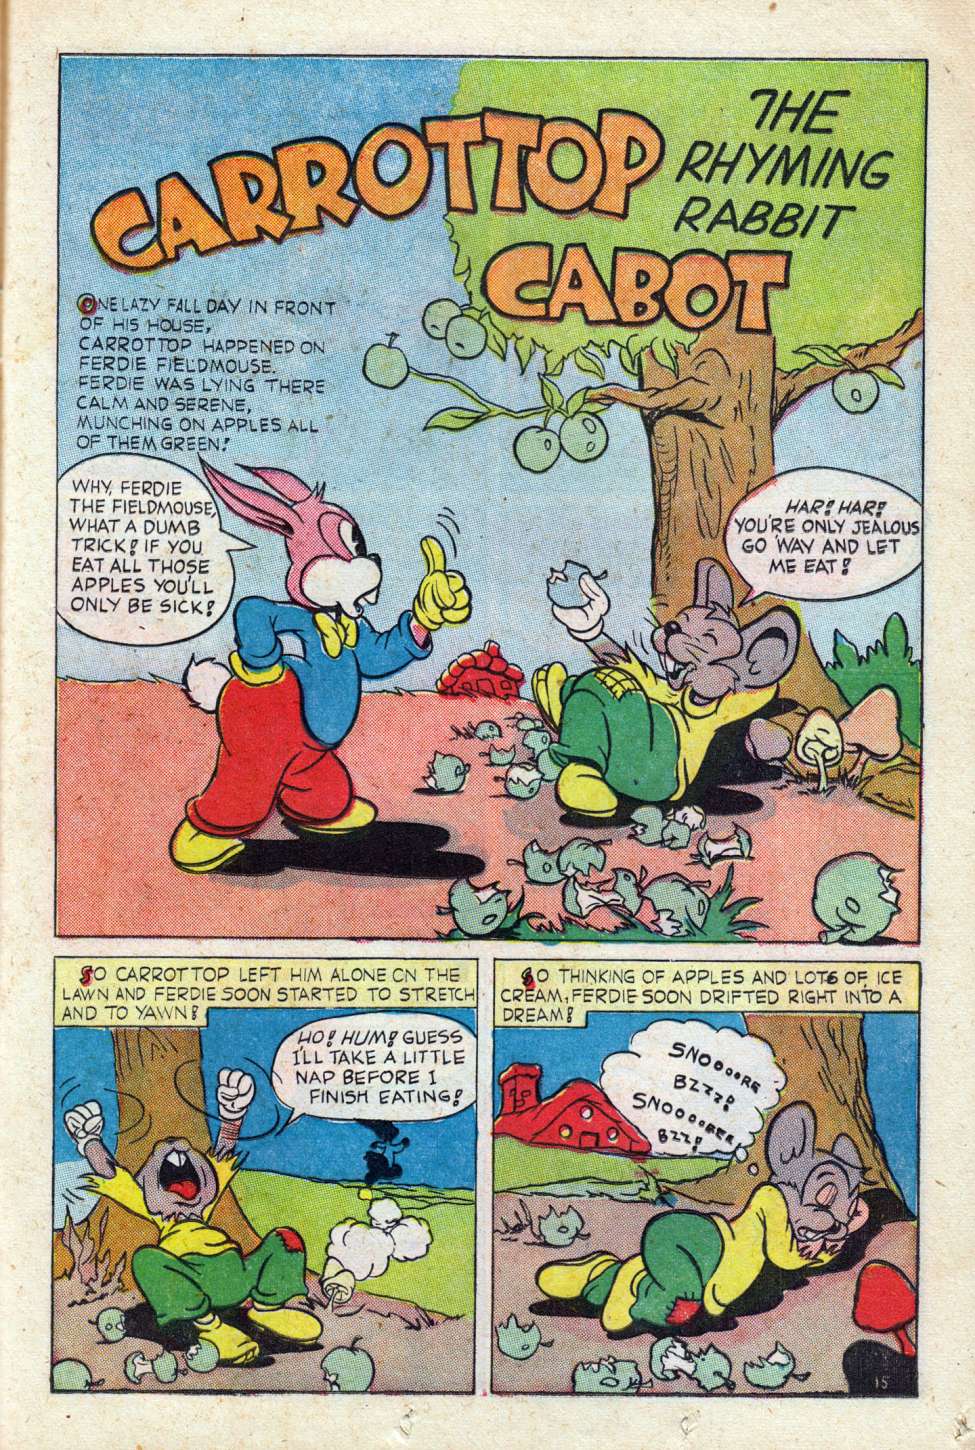 CARROTTOP
THE
RHYMING
RABBIT
CABOT
ONE LAZY FALL DAY IN FRONT
OF HIS HOUSE,
CARROTTOP HAPPENED ON
FERDIE FIELDMOUSE.
FERDIE WAS LYING THERE
CALM AND SERENE,
MUNCHING ON APPLES ALL
OF THEM GREEN!
WHY, FERDIE
THE FIELDMOUSE,
WHAT A DUMB
TRICK! IF YOU
EAT ALL THOSE
APPLES YOU'LL
ONLY BE SICK!
HAR! HAR!
YOU'RE ONLY JEALOUS
GO 'WAY AND LET
ME EAT!
SO CARROTTOP LEFT HIM ALONE ON THE
LAWN AND FERDIE SOON STARTED TO STRETCH
AND TO YAWN!
HO! HUM! GUESS
I'LL TAKE A LITTLE
NAP BEFORE I
FINISH EATING!
SO THINKING OF APPLES AND LOTS OF ICE
CREAM, FERDIE SOON DRIFTED RIGHT INTO A
DREAM!
SNOOOORE
BZZZ!
SNOOOORER!
BZZ!
15